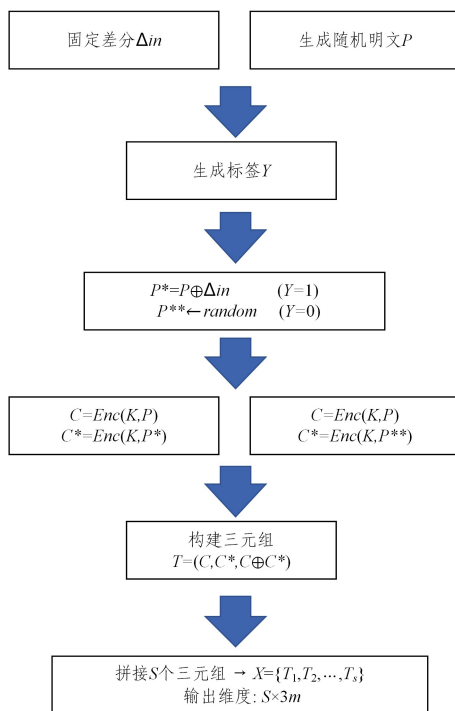 固定差分Δin
生成随机明文P
生成标签Y
P*=P⊕Δin (Y=1)
P**←random (Y=0)
C=Enc(K,P)
C*=Enc(K,P*)
C=Enc(K,P)
C*=Enc(K,P**)
构建三元组
T=(C,C*,C⊕C*)
拼接S个三元组 → X={T₁,T₂,…,Tₛ}
输出维度: S×3m